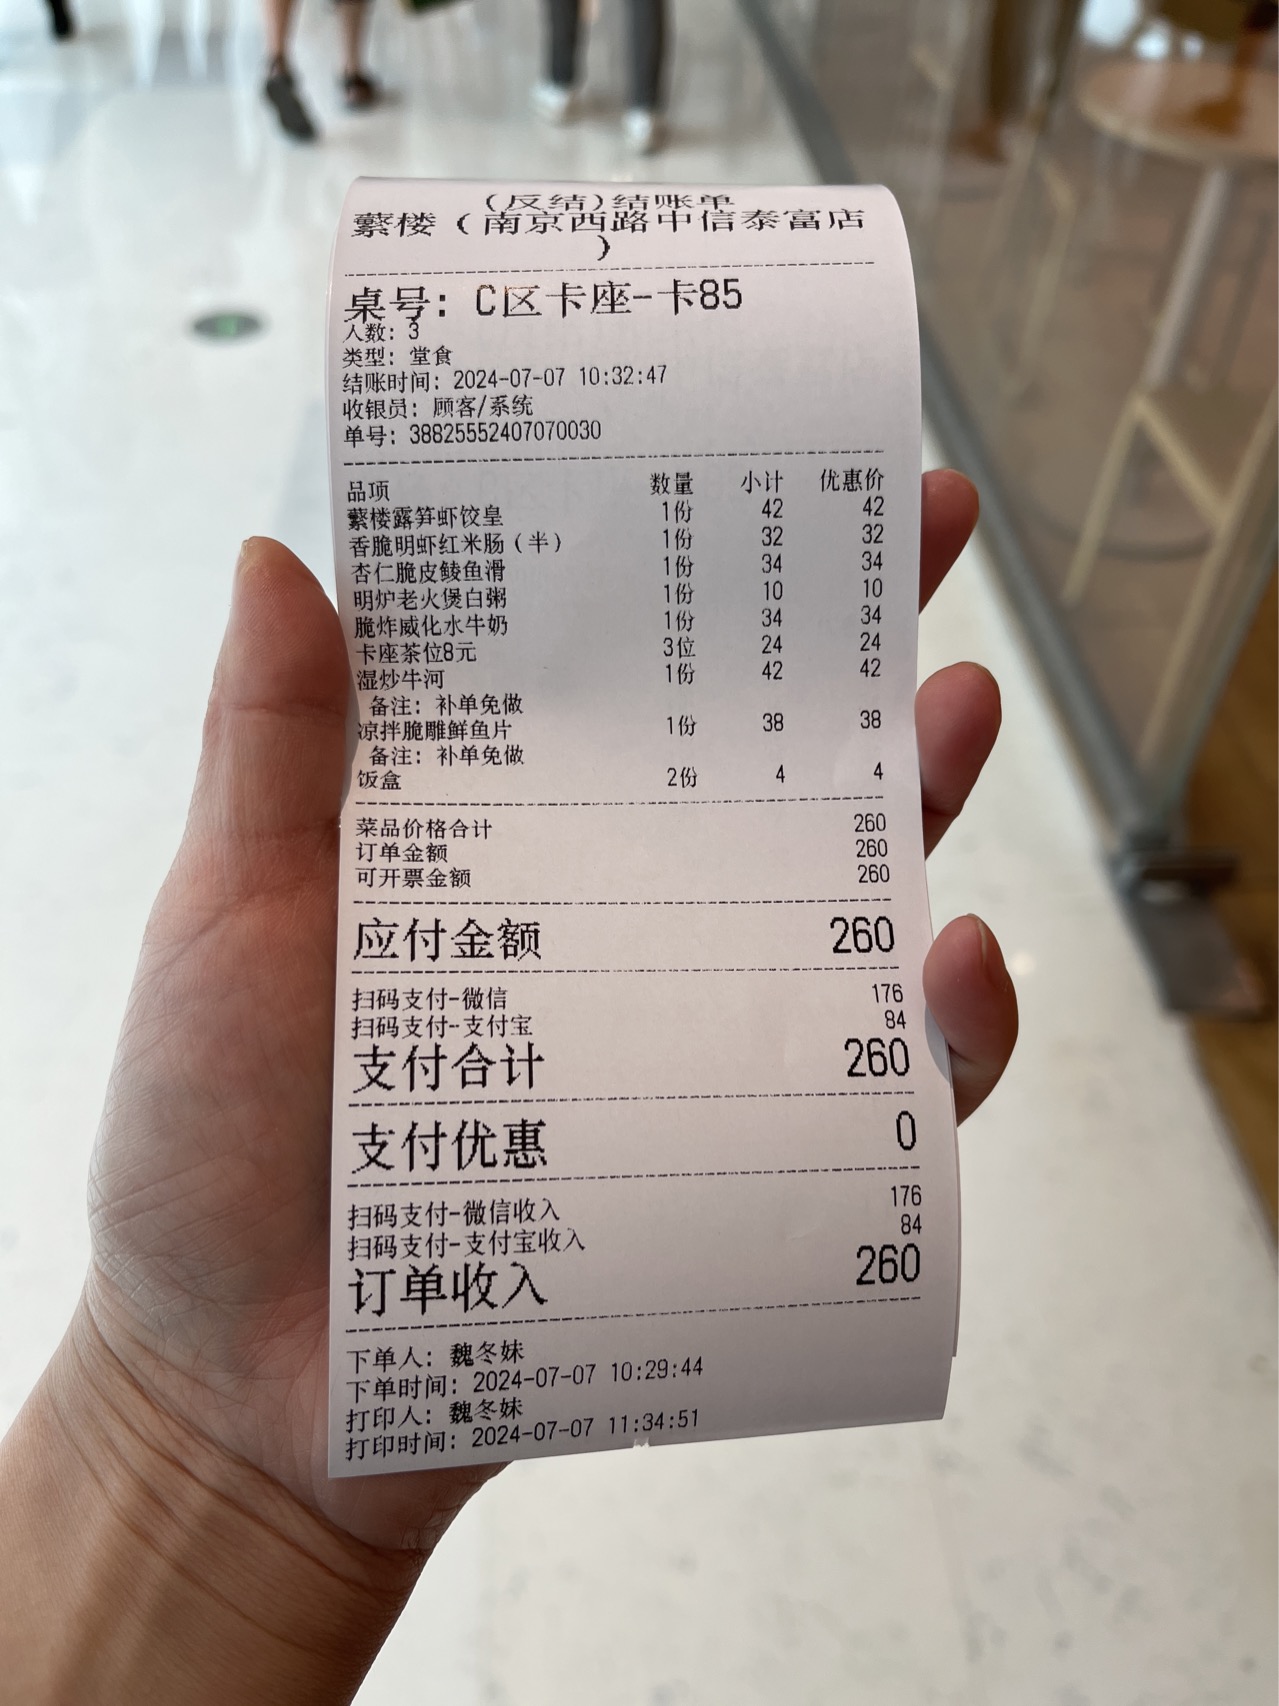 (反结)结账单
蘩楼（南京西路中信泰富店
）
桌号: C区卡座-卡85
人数: 3
类型: 堂食
结账时间: 2024-07-07 10:32:47
收银员: 顾客/系统
单号: 38825552407070030
品项 数量 小计 优惠价
蘩楼露笋虾饺皇 1份 42 42
香脆明虾红米肠（半） 1份 32 32
杏仁脆皮鲮鱼滑 1份 34 34
明炉老火煲白粥 1份 10 10
脆炸威化水牛奶 1份 34 34
卡座茶位8元 3位 24 24
湿炒牛河 1份 42 42
备注: 补单免做
凉拌脆雕鲜鱼片 1份 38 38
备注: 补单免做
饭盒 2份 4 4
菜品价格合计 260
订单金额 260
可开票金额 260
应付金额 260
扫码支付-微信 176
扫码支付-支付宝 84
支付合计 260
支付优惠 0
扫码支付-微信收入 176
扫码支付-支付宝收入 84
订单收入 260
下单人: 魏冬妹
下单时间: 2024-07-07 10:29:44
打印人: 魏冬妹
打印时间: 2024-07-07 11:34:51